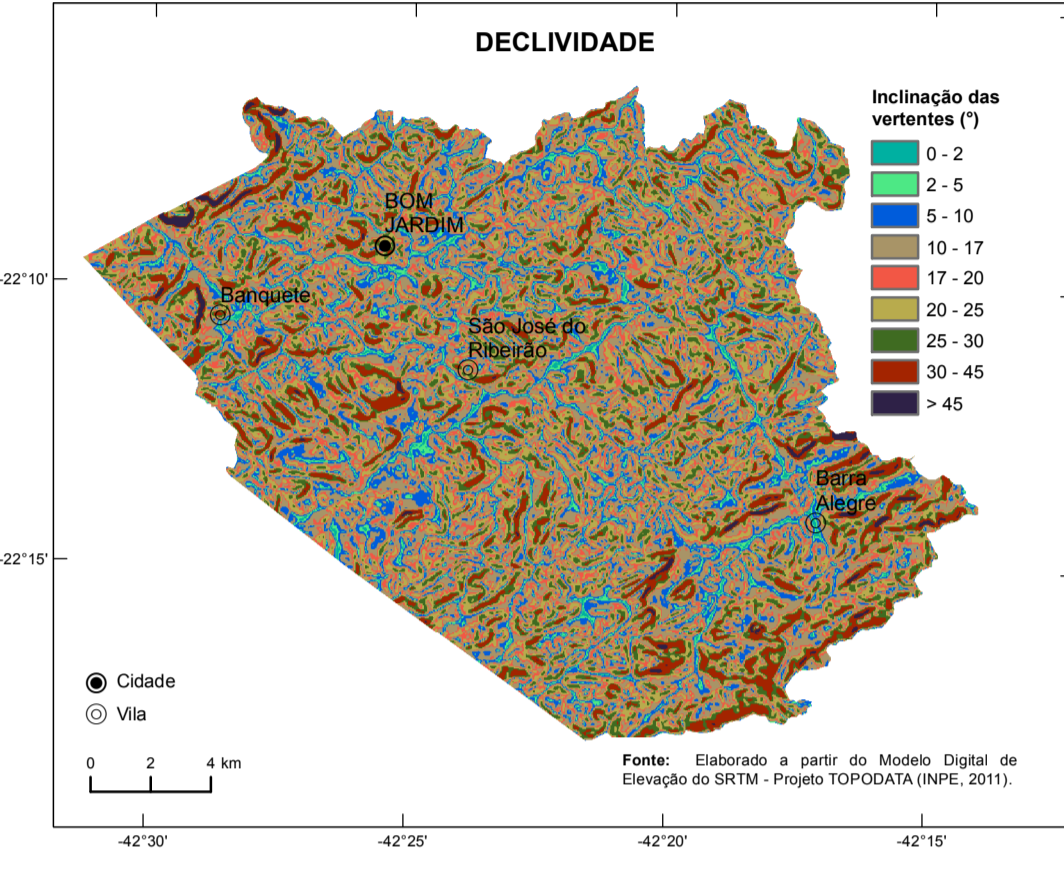 DECLIVIDADE
Inclinação das
vertentes (°)
0 - 2
2 - 5
5 - 10
10 - 17
17 - 20
20 - 25
25 - 30
30 - 45
> 45
BOM
JARDIM
-22°10'
Banquete
São José do
Ribeirão
Barra
Alegre
-22°15'
Cidade
Vila
0 2 4 km
Fonte: Elaborado a partir do Modelo Digital de
Elevação do SRTM - Projeto TOPODATA (INPE, 2011).
-42°30' -42°25' -42°20' -42°15'